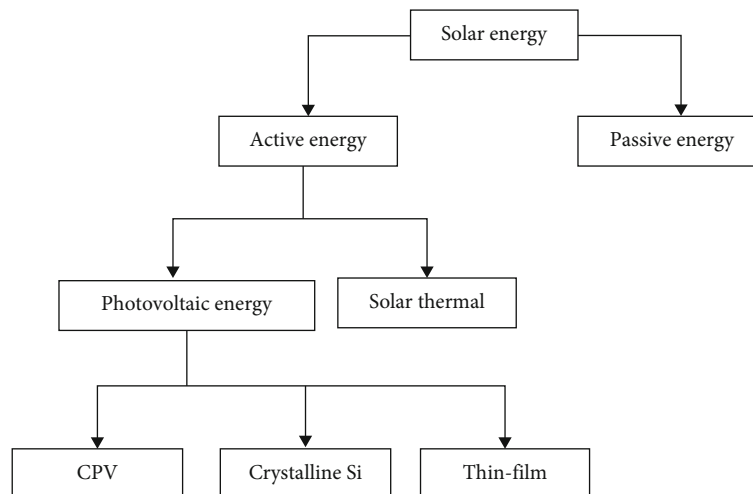 Solar energy
Active energy
Passive energy
Photovoltaic energy
Solar thermal
CPV
Crystalline Si
Thin-film